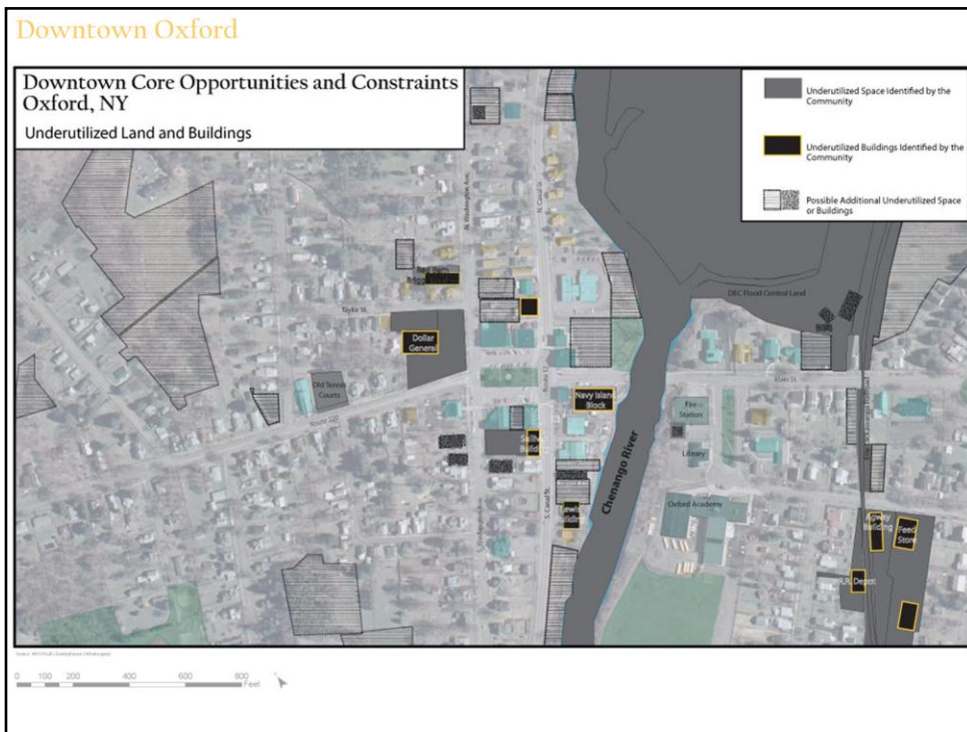 Downtown Oxford
Downtown Core Opportunities and Constraints
Oxford, NY
Underutilized Land and Buildings
Underutilized Space Identified by the
Community
Underutilized Buildings Identified by the
Community
Possible Additional Underutilized Space
or Buildings
N. Washington Ave.
N. Canal St.
DEC Flood Control Land
Taylor St.
Dollar
General
Old Tennis
Courts
Navy Island
Block
Main St.
Fire
Station
Library
Chenango River
S. Canal St.
Lewis
Oxford Academy
Agway
Building
Feed
Store
R.R. Depot
0 100 200 400 600 800
Feet